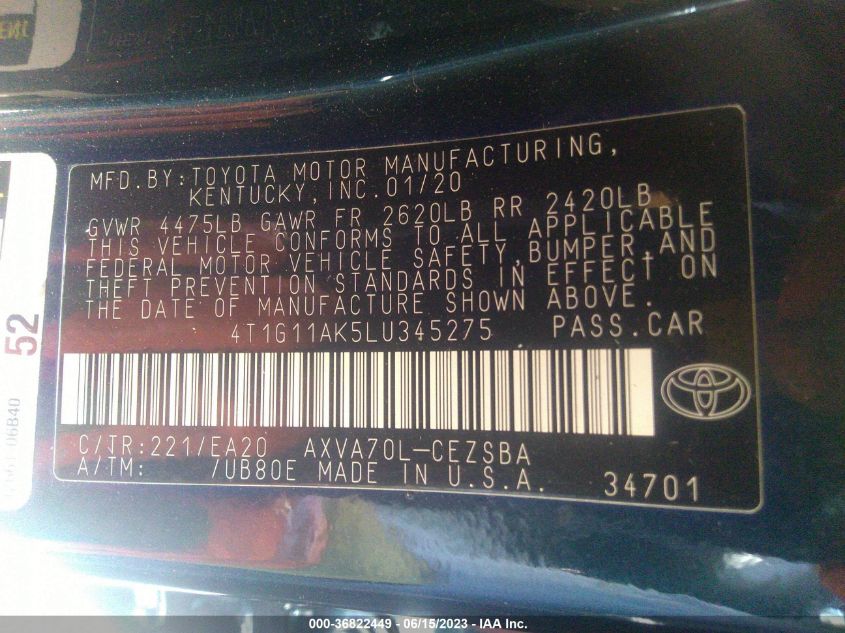 MFD.BY:TOYOTA MOTOR MANUFACTURING,
KENTUCKY,INC.01/20
GVWR 4475LB GAWR FR 2620LB RR 2420LB
THIS VEHICLE CONFORMS TO ALL APPLICABLE
FEDERAL MOTOR VEHICLE SAFETY,BUMPER,AND
THEFT PREVENTION STANDARDS IN EFFECT ON
THE DATE OF MANUFACTURE SHOWN ABOVE.
4T1G11AK5LU345275 PASS.CAR
C/TR:221/EA20 AXVA70L-CEZSBA
A/TM: /UB80E MADE IN U.S.A. 34701
52
06B40
000-36822449 - 06/15/2023 - IAA Inc.